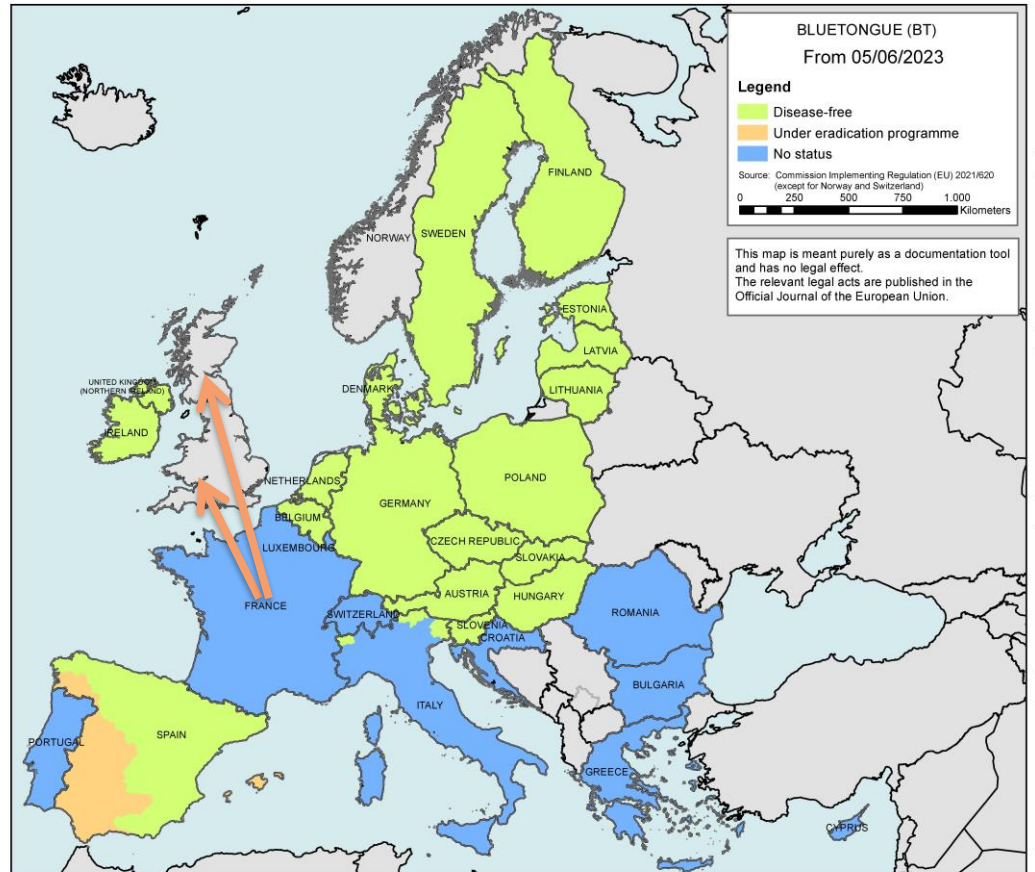 BLUETONGUE (BT)
From 05/06/2023
Legend
Disease-free
Under eradication programme
No status
Source: Commission Implementing Regulation (EU) 2021/620
(except for Norway and Switzerland)
0 250 500 750 1.000
Kilometers
This map is meant purely as a documentation tool
and has no legal effect.
The relevant legal acts are published in the
Official Journal of the European Union.
FINLAND
NORWAY
SWEDEN
ESTONIA
LATVIA
LITHUANIA
DENMARK
UNITED KINGDOM
(NORTHERN IRELAND)
IRELAND
NETHERLANDS
POLAND
GERMANY
BELGIUM
CZECH REPUBLIC
LUXEMBOURG
SLOVAKIA
AUSTRIA
HUNGARY
FRANCE
SWITZERLAND
ROMANIA
SLOVENIA
CROATIA
BULGARIA
ITALY
SPAIN
PORTUGAL
GREECE
CYPRUS